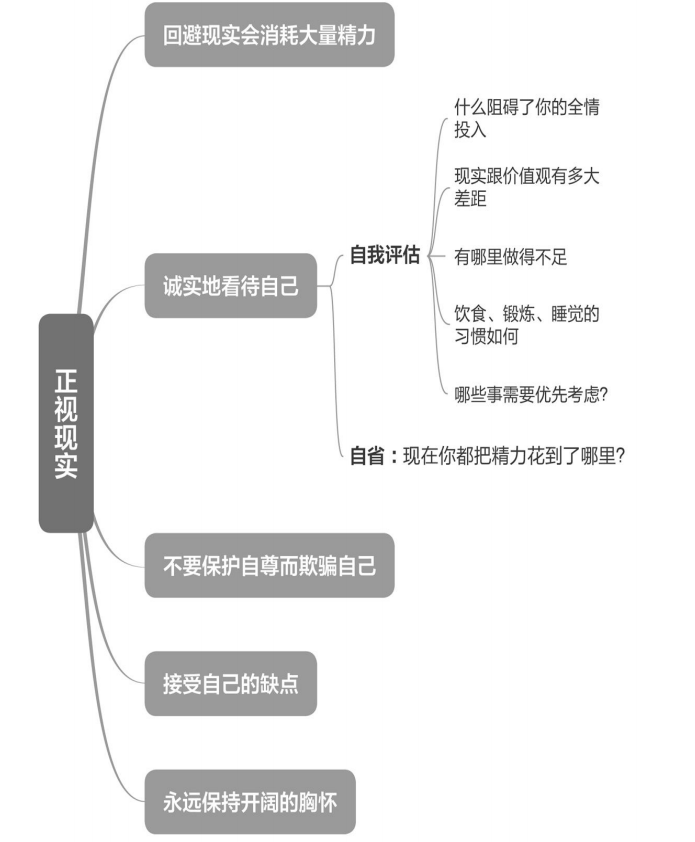 回避现实会消耗大量精力
什么阻碍了你的全情
投入
现实跟价值观有多大
差距
自我评估
有哪里做得不足
诚实地看待自己
饮食、锻炼、睡觉的
习惯如何
哪些事需要优先考虑?
正视现实
自省：现在你都把精力花到了哪里?
不要保护自尊而欺骗自己
接受自己的缺点
永远保持开阔的胸怀